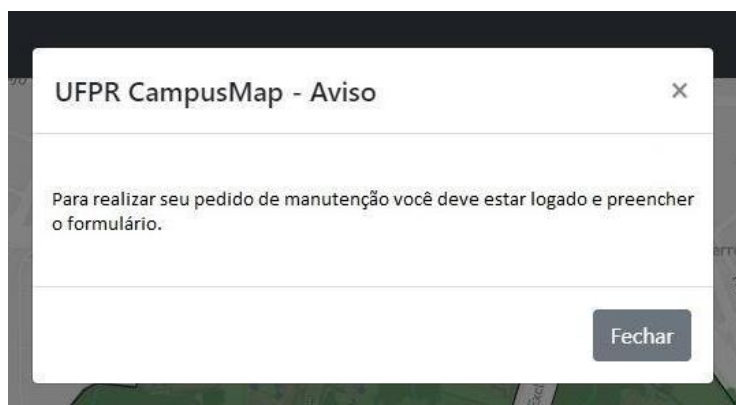 UFPR CampusMap - Aviso
×
Para realizar seu pedido de manutenção você deve estar logado e preencher
o formulário.
Fechar